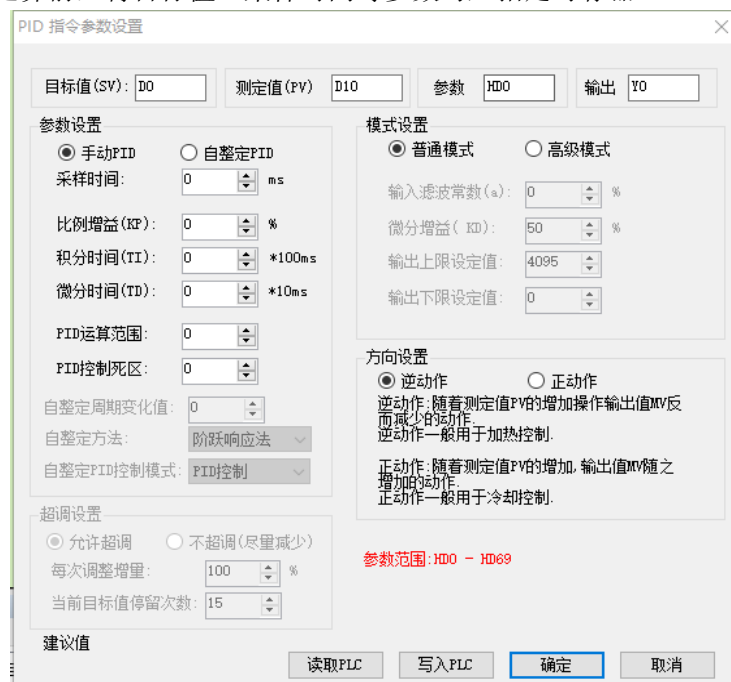 PID 指令参数设置
目标值(SV): D0 测定值(PV) D10 参数 HD0 输出 Y0
参数设置
手动PID 自整定PID
采样时间: 0 ms
比例增益(KP): 0 %
积分时间(TI): 0 *100ms
微分时间(TD): 0 *10ms
PID运算范围: 0
PID控制死区: 0
自整定周期变化值: 0
自整定方法: 阶跃响应法
自整定PID控制模式: PID控制
超调设置
允许超调 不超调(尽量减少)
每次调整增量: 100 %
当前目标值停留次数: 15
模式设置
普通模式 高级模式
输入滤波常数(a): 0 %
微分增益( KD): 50 %
输出上限设定值: 4095
输出下限设定值: 0
方向设置
逆动作 正动作
逆动作:随着测定值PV的增加操作输出值MV反
而减少的动作.
逆动作一般用于加热控制.
正动作:随着测定值PV的增加,输出值MV随之
增加的动作.
正动作一般用于冷却控制.
参数范围:HD0 - HD69
建议值
读取PLC 写入PLC 确定 取消